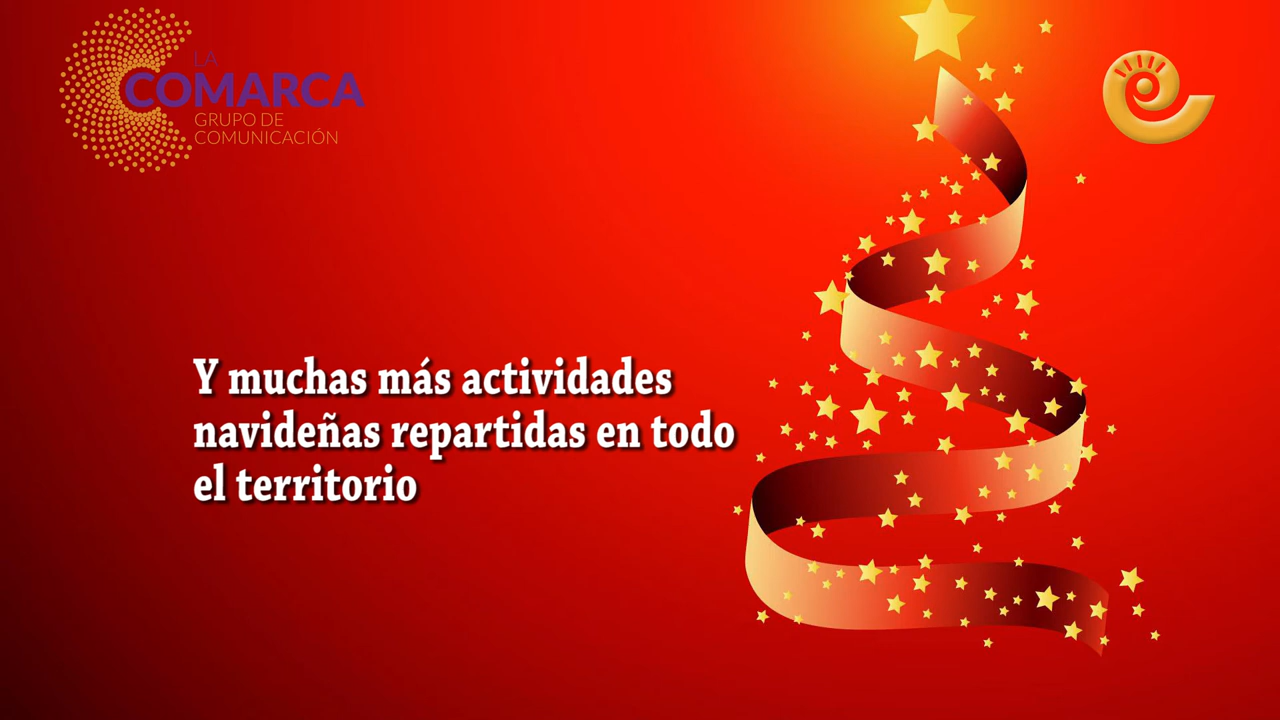 LA
COMARCA
GRUPO DE
COMUNICACIÓN
Y muchas más actividades
navideñas repartidas en todo
el territorio